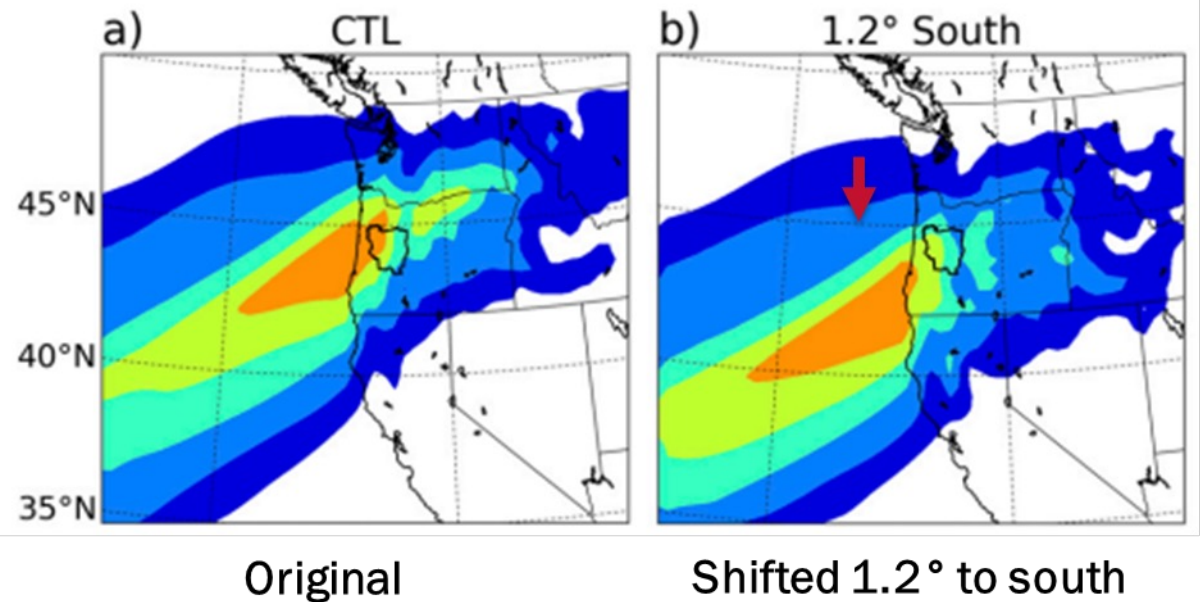 a) CTL
b) 1.2° South
45°N
40°N
35°N
Original
Shifted 1.2° to south